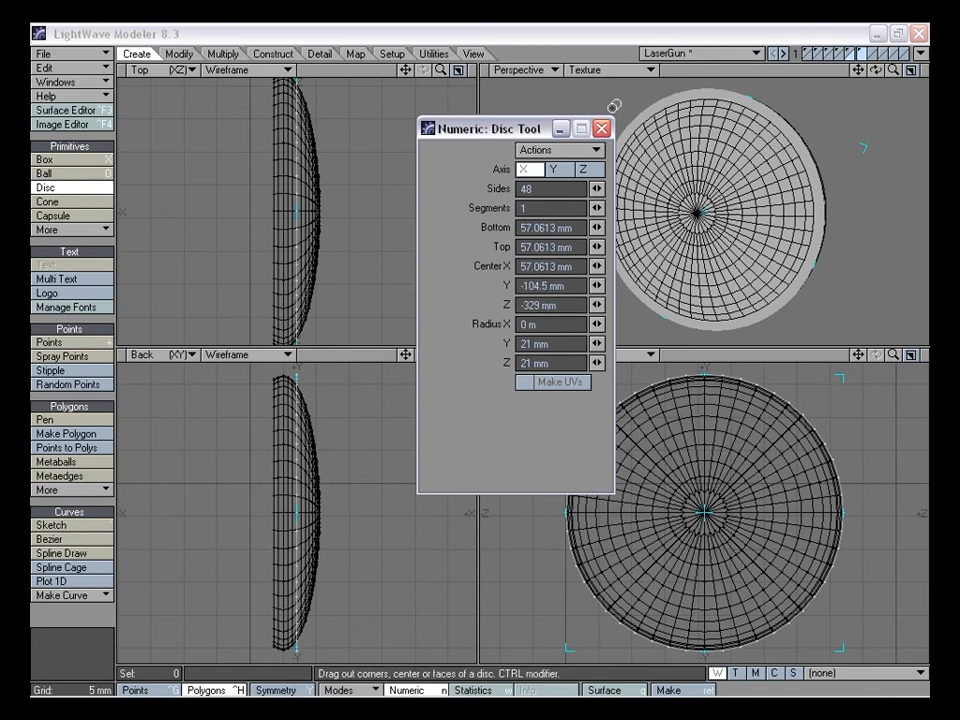 LightWave Modeler 8.3
File Create Modify Multiply Construct Detail Map Setup Utilities View LaserGun * 1
Edit Top (XZ) Wireframe Perspective Texture
Windows
Help
Surface Editor ^F3
Image Editor ^F4
Primitives
Box X
Ball O
Disc
Cone
Capsule
More
Text
Text
Multi Text
Logo
Manage Fonts
Points
Points +
Spray Points
Stipple
Random Points
Polygons
Pen
Make Polygon
Points to Polys
Metaballs
Metaedges
More
Curves
Sketch
Bezier
Spline Draw
Spline Cage
Plot 1D
Make Curve
Numeric: Disc Tool
Actions
Axis X Y Z
Sides 48
Segments 1
Bottom 57.0613 mm
Top 57.0613 mm
Center X 57.0613 mm
Y -104.5 mm
Z -329 mm
Radius X 0 m
Y 21 mm
Z 21 mm
Make UVs
Back (XY) Wireframe
Sel: 0 Drag out corners, center or faces of a disc. CTRL modifier. W T M C S (none)
Grid: 5 mm Points ^G Polygons ^H Symmetry Y Modes Numeric n Statistics w Info Surface q Make ret